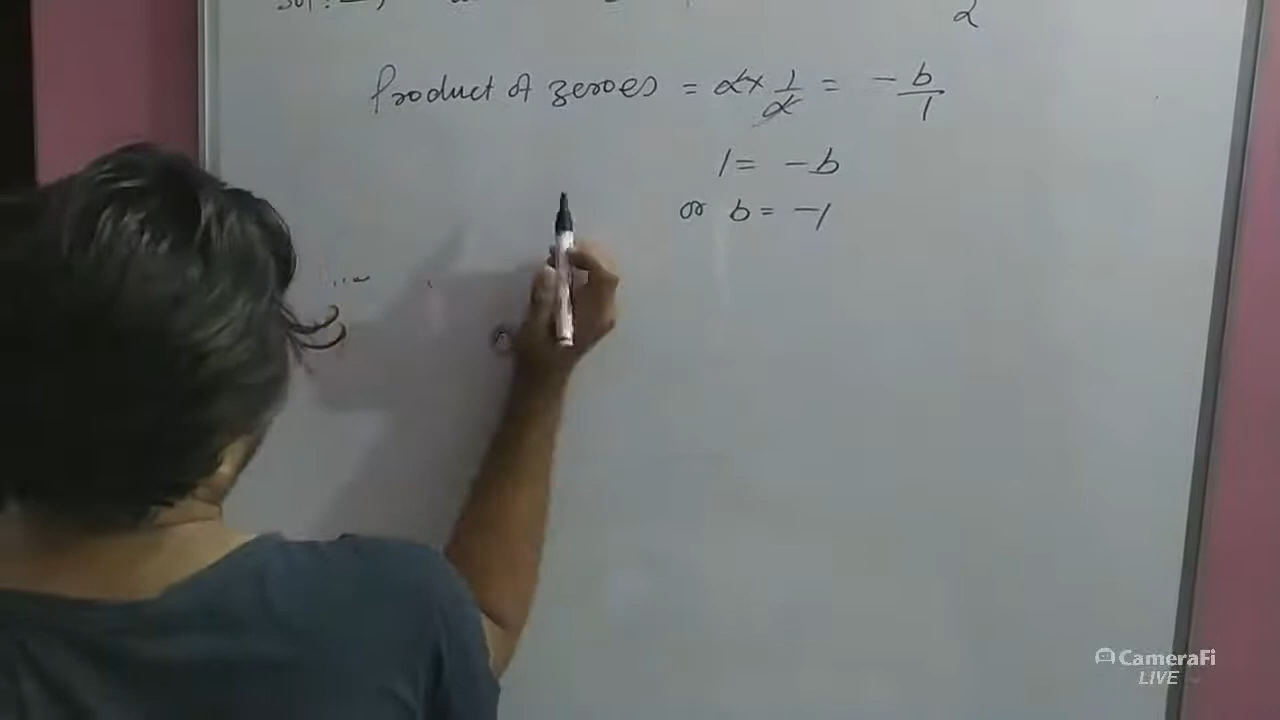 α
Product of zeroes = α × 1/α = - b/1
1 = - b
or b = - 1
CameraFi
LIVE